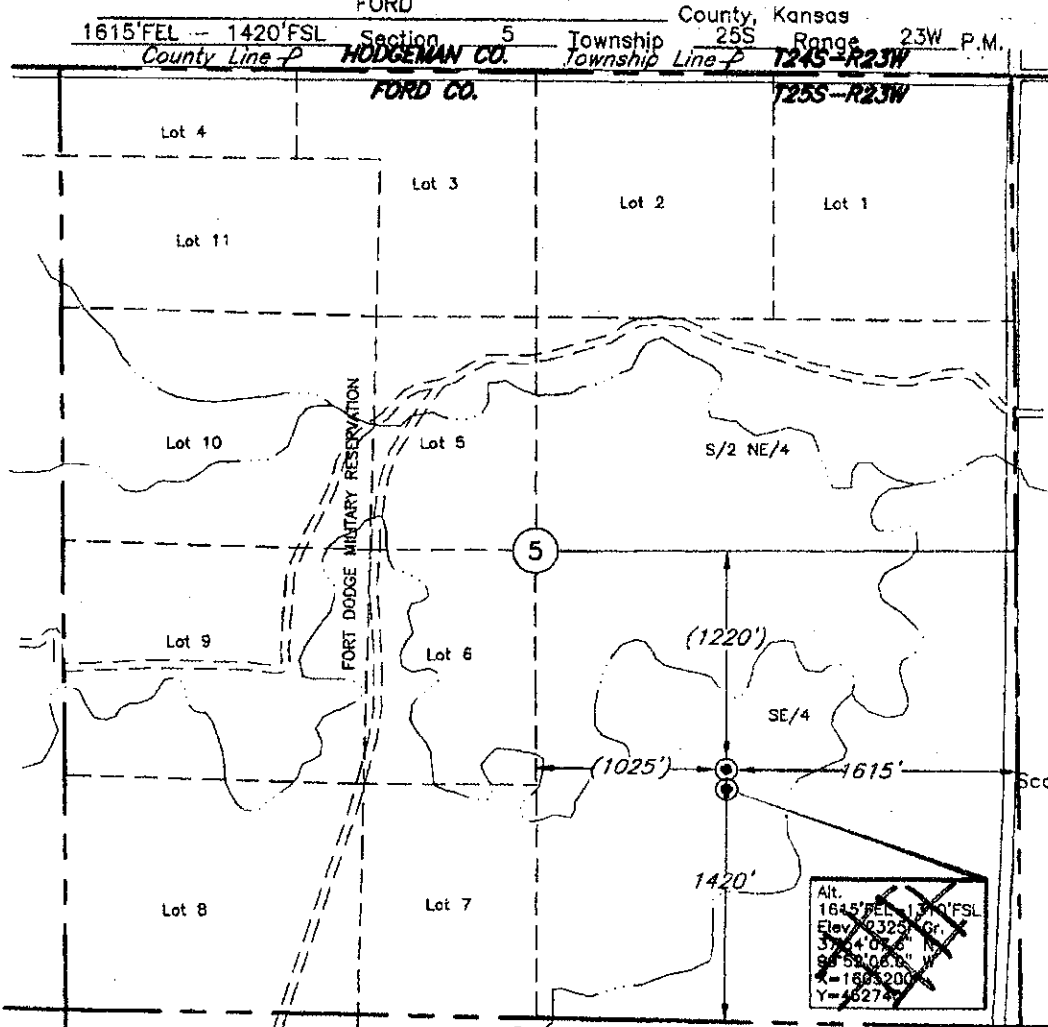 FORD
County, Kansas
1615'FEL -- 1420'FSL Section 5 Township 25S Range 23W P.M.
County Line HODGEMAN CO. Township Line T24S-R23W
FORD CO. T25S-R23W
Lot 4
Lot 3
Lot 2
Lot 1
Lot 11
FORT DODGE MILITARY RESERVATION
Lot 10
Lot 5
S/2 NE/4
5
(1220')
Lot 9
Lot 6
SE/4
(1025')
1615'
Sca
1420'
Lot 8
Lot 7
Alt.
1615'FEL
Elev. 2325' Gr.
N
W